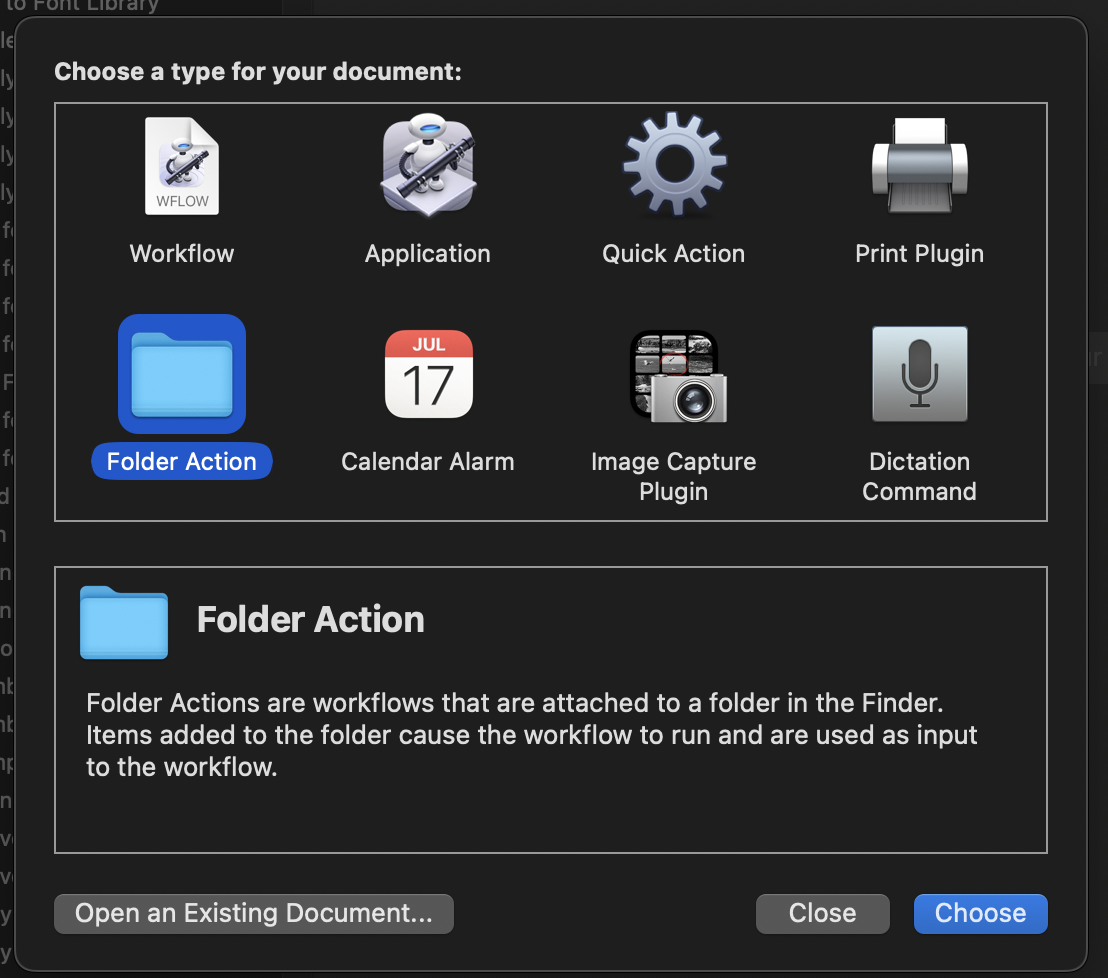 to Font Library
Choose a type for your document:
WFLOW
Workflow
Application
Quick Action
Print Plugin
JUL
17
Folder Action
Calendar Alarm
Image Capture
Plugin
Dictation
Command
Folder Action
Folder Actions are workflows that are attached to a folder in the Finder.
Items added to the folder cause the workflow to run and are used as input
to the workflow.
Open an Existing Document...
Close
Choose